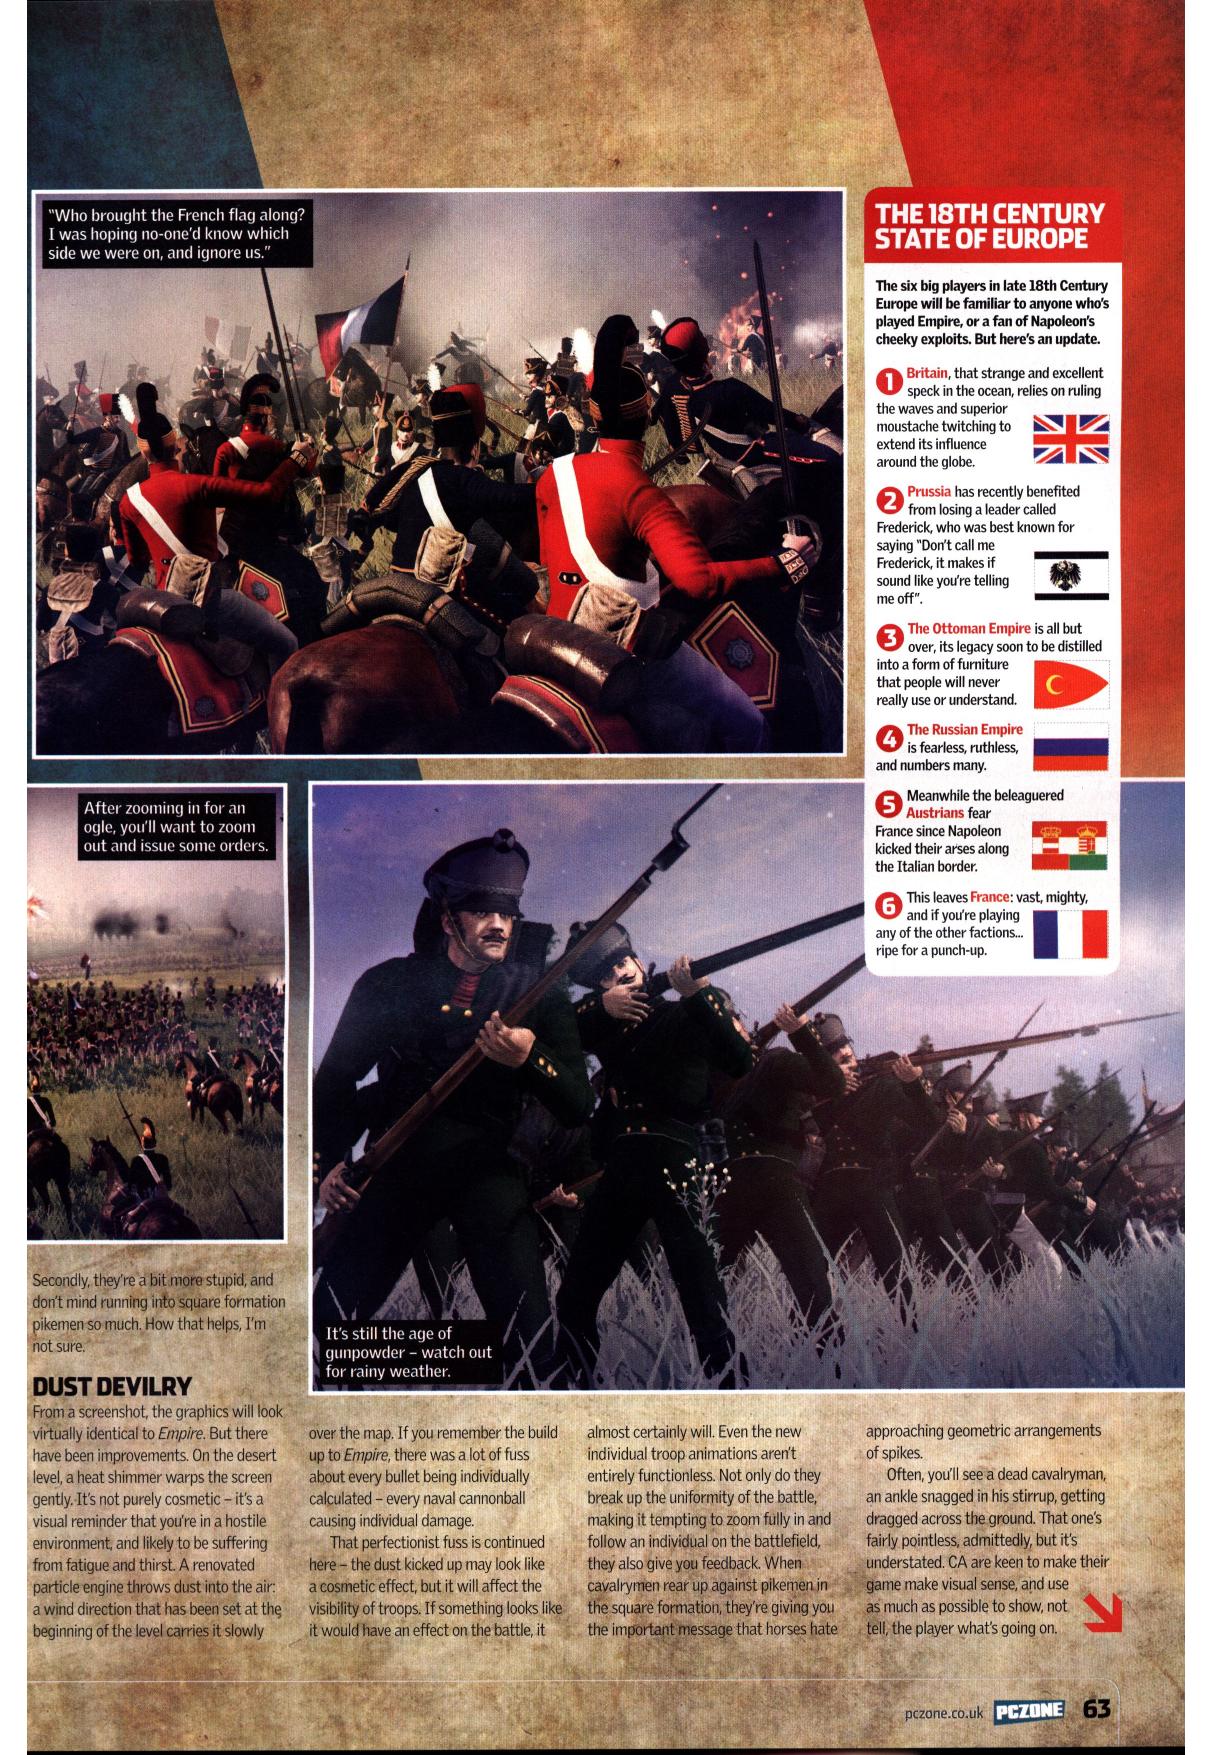 "Who brought the French flag along?
I was hoping no-one'd know which
side we were on, and ignore us."
THE 18TH CENTURY
STATE OF EUROPE
The six big players in late 18th Century
Europe will be familiar to anyone who's
played Empire, or a fan of Napoleon's
cheeky exploits. But here's an update.
1 Britain, that strange and excellent
speck in the ocean, relies on ruling
the waves and superior
moustache twitching to
extend its influence
around the globe.
2 Prussia has recently benefited
from losing a leader called
Frederick, who was best known for
saying "Don't call me
Frederick, it makes if
sound like you're telling
me off".
3 The Ottoman Empire is all but
over, its legacy soon to be distilled
into a form of furniture
that people will never
really use or understand.
4 The Russian Empire
is fearless, ruthless,
and numbers many.
5 Meanwhile the beleaguered
Austrians fear
France since Napoleon
kicked their arses along
the Italian border.
6 This leaves France: vast, mighty,
and if you're playing
any of the other factions...
ripe for a punch-up.
After zooming in for an
ogle, you'll want to zoom
out and issue some orders.
It's still the age of
gunpowder – watch out
for rainy weather.
Secondly, they're a bit more stupid, and
don't mind running into square formation
pikemen so much. How that helps, I'm
not sure.
DUST DEVILRY
From a screenshot, the graphics will look
virtually identical to Empire. But there
have been improvements. On the desert
level, a heat shimmer warps the screen
gently. It's not purely cosmetic – it's a
visual reminder that you're in a hostile
environment, and likely to be suffering
from fatigue and thirst. A renovated
particle engine throws dust into the air:
a wind direction that has been set at the
beginning of the level carries it slowly
over the map. If you remember the build
up to Empire, there was a lot of fuss
about every bullet being individually
calculated – every naval cannonball
causing individual damage.
That perfectionist fuss is continued
here – the dust kicked up may look like
a cosmetic effect, but it will affect the
visibility of troops. If something looks like
it would have an effect on the battle, it
almost certainly will. Even the new
individual troop animations aren't
entirely functionless. Not only do they
break up the uniformity of the battle,
making it tempting to zoom fully in and
follow an individual on the battlefield,
they also give you feedback. When
cavalrymen rear up against pikemen in
the square formation, they're giving you
the important message that horses hate
approaching geometric arrangements
of spikes.
Often, you'll see a dead cavalryman,
an ankle snagged in his stirrup, getting
dragged across the ground. That one's
fairly pointless, admittedly, but it's
understated. CA are keen to make their
game make visual sense, and use
as much as possible to show, not
tell, the player what's going on.
pczone.co.uk PCZONE 63